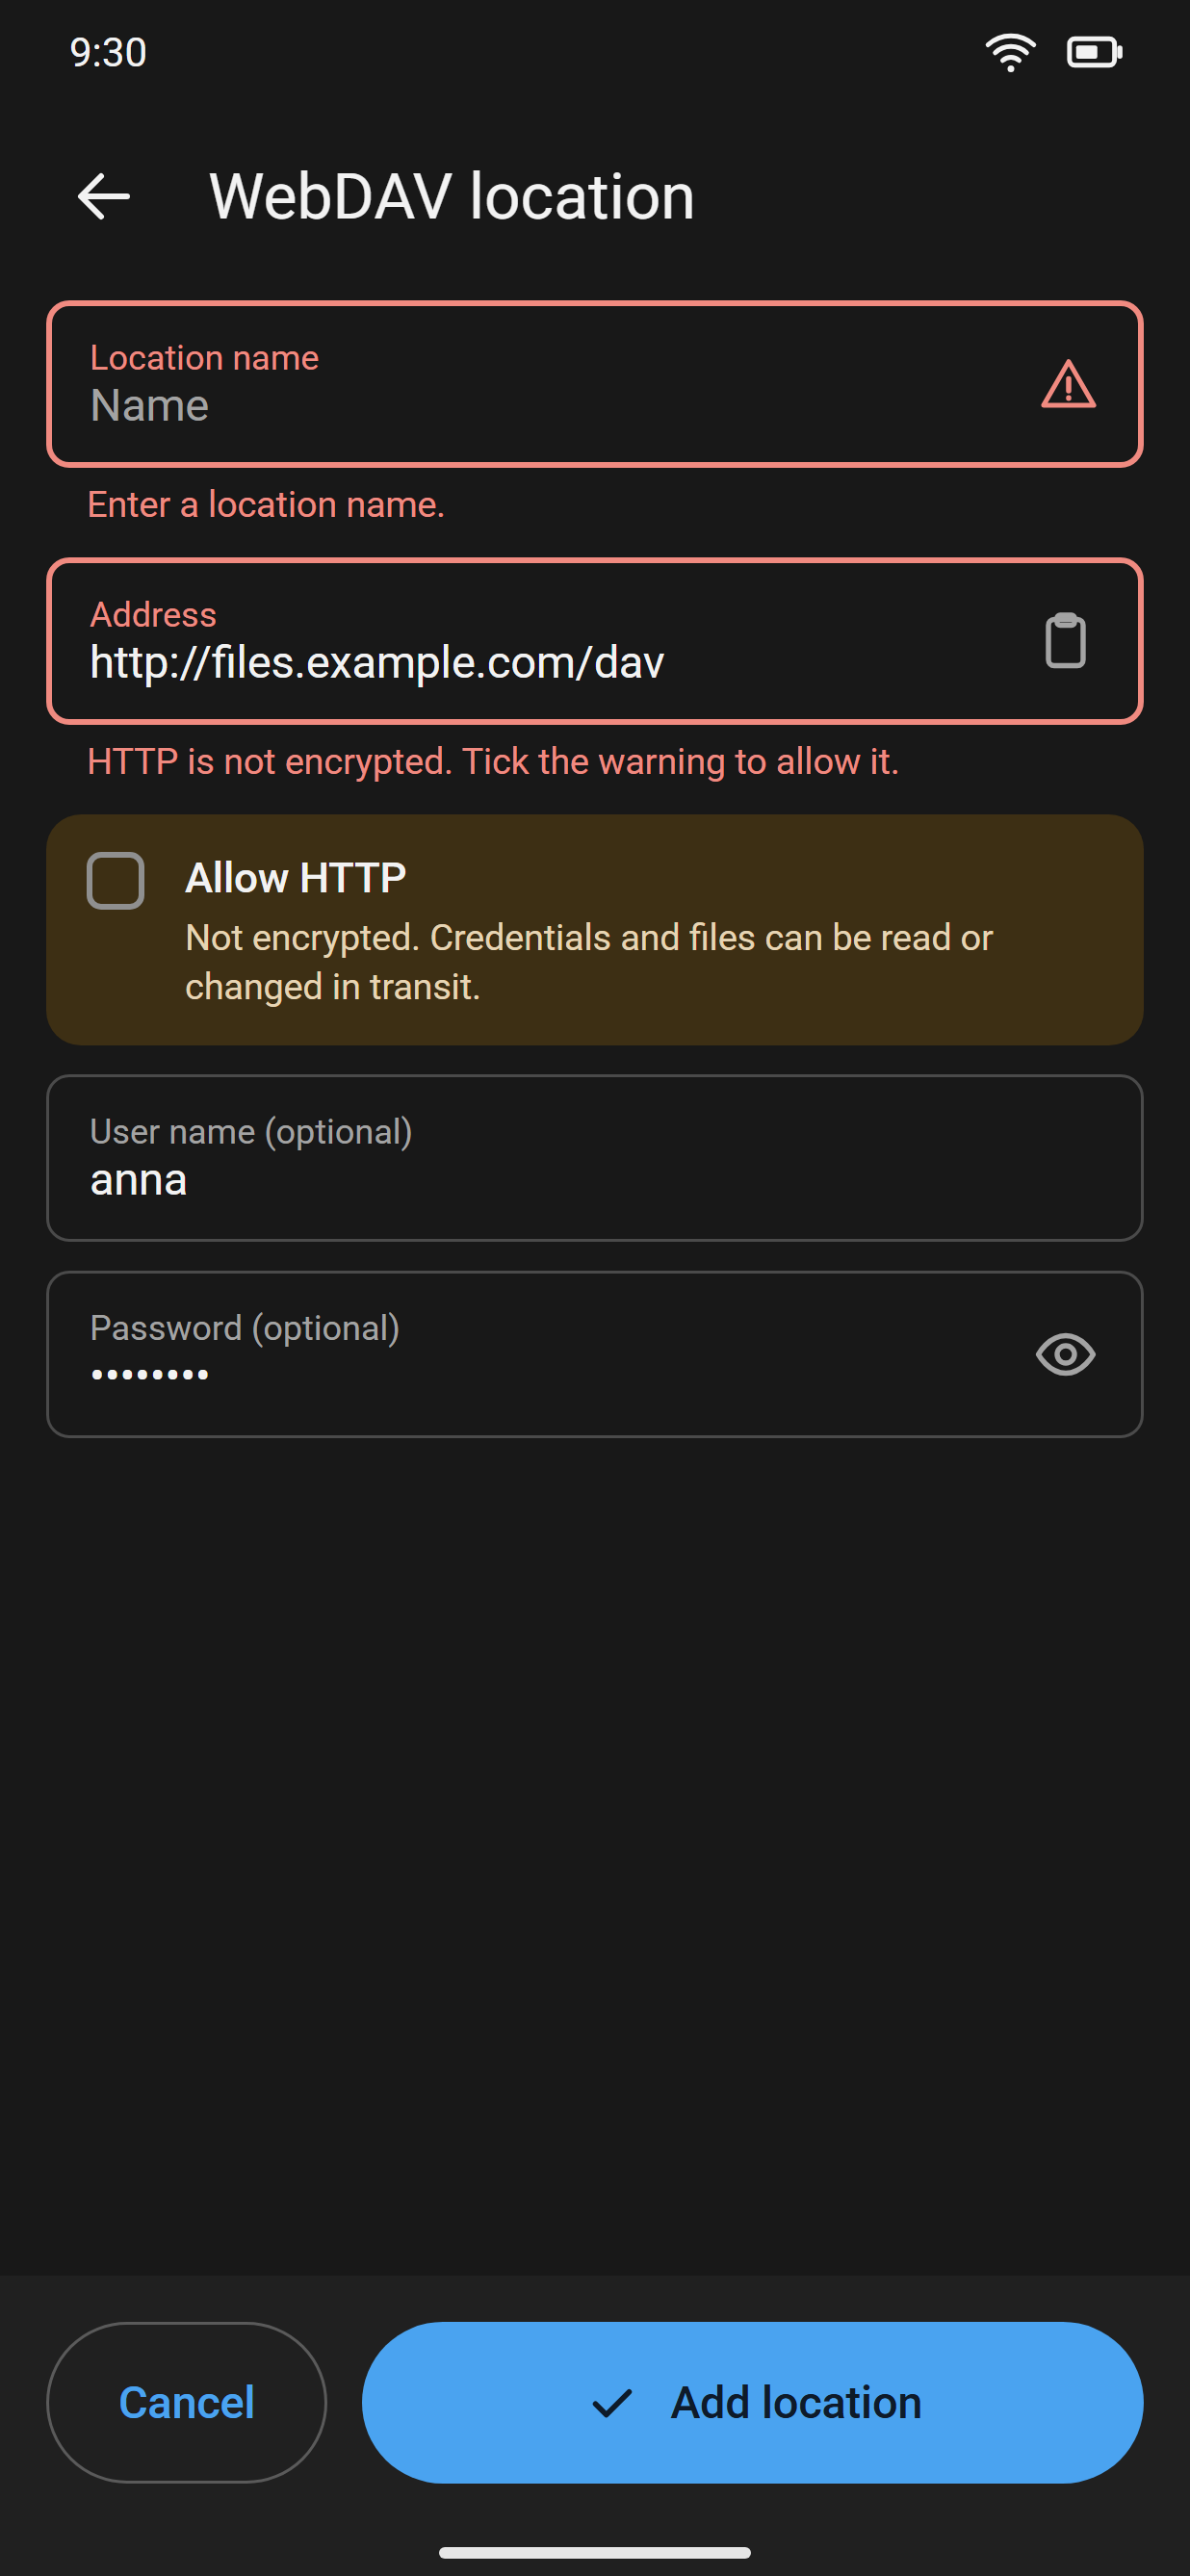 9:30
WebDAV location
Location name
Name
Enter a location name.
Address
http://files.example.com/dav
HTTP is not encrypted. Tick the warning to allow it.
Allow HTTP
Not encrypted. Credentials and files can be read or
changed in transit.
User name (optional)
anna
Password (optional)
••••••••
Cancel
Add location